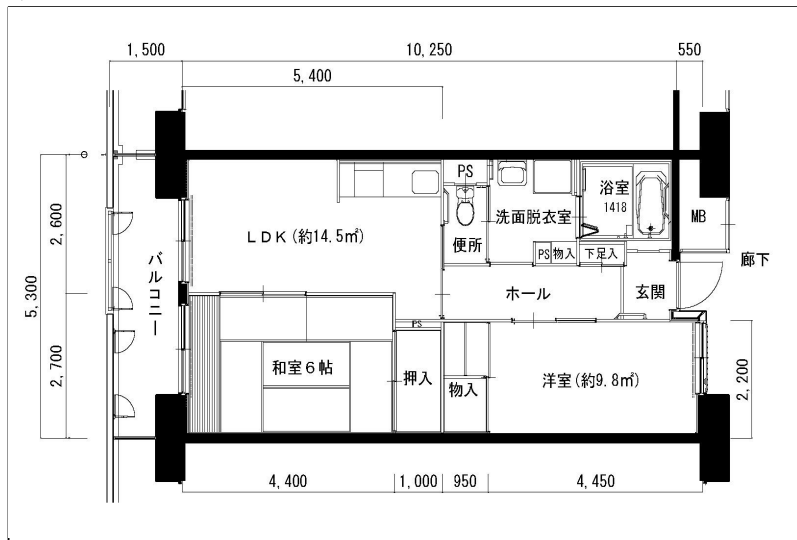 1,500
10,250
550
5,400
PS
浴室
1418
洗面脱衣室
MB
LDK(約14.5㎡)
便所
2,600
バルコニー
PS
物入
下足入
廊下
ホール
玄関
5,300
PS
和室6帖
押入
物入
洋室(約9.8㎡)
2,700
2,200
4,400
1,000
950
4,450